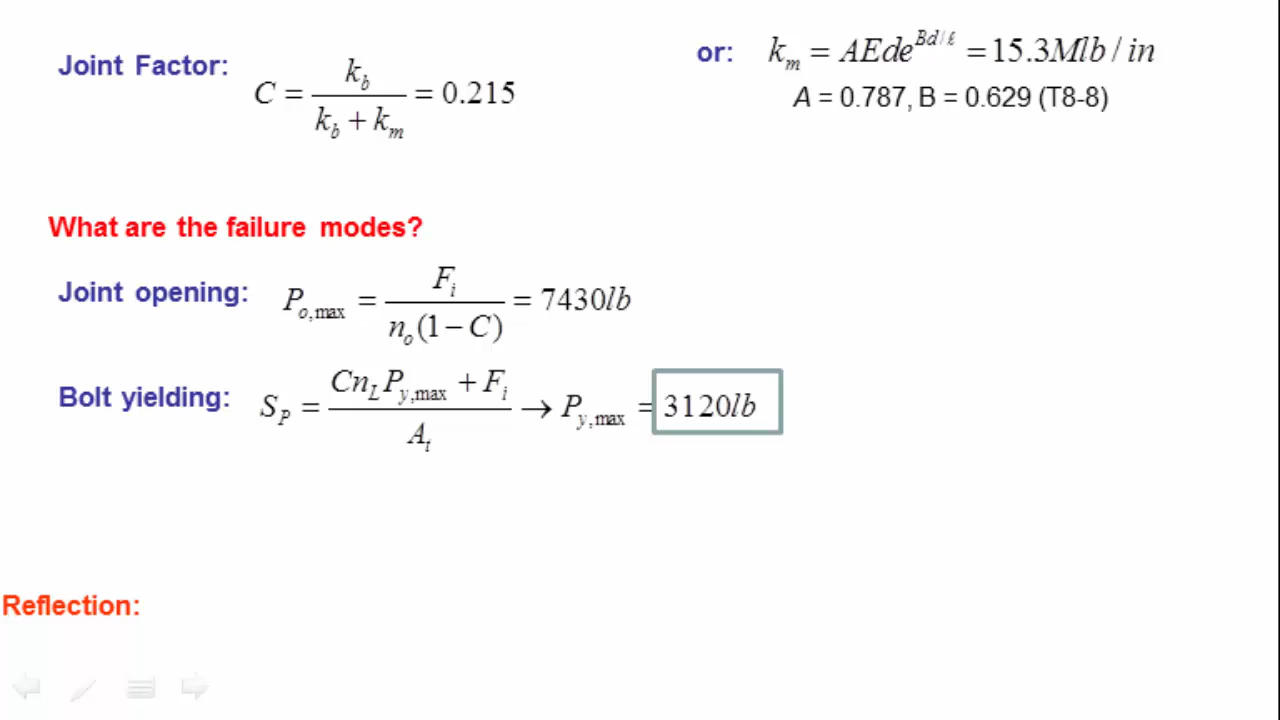 Joint Factor: C = k_b / (k_b + k_m) = 0.215
or: k_m = AEde^{Bd/ℓ} = 15.3Mlb / in
A = 0.787, B = 0.629 (T8-8)
What are the failure modes?
Joint opening: P_{o,max} = F_i / (n_o(1 − C)) = 7430lb
Bolt yielding: S_P = (Cn_L P_{y,max} + F_i) / A_t → P_{y,max} = 3120lb
Reflection: